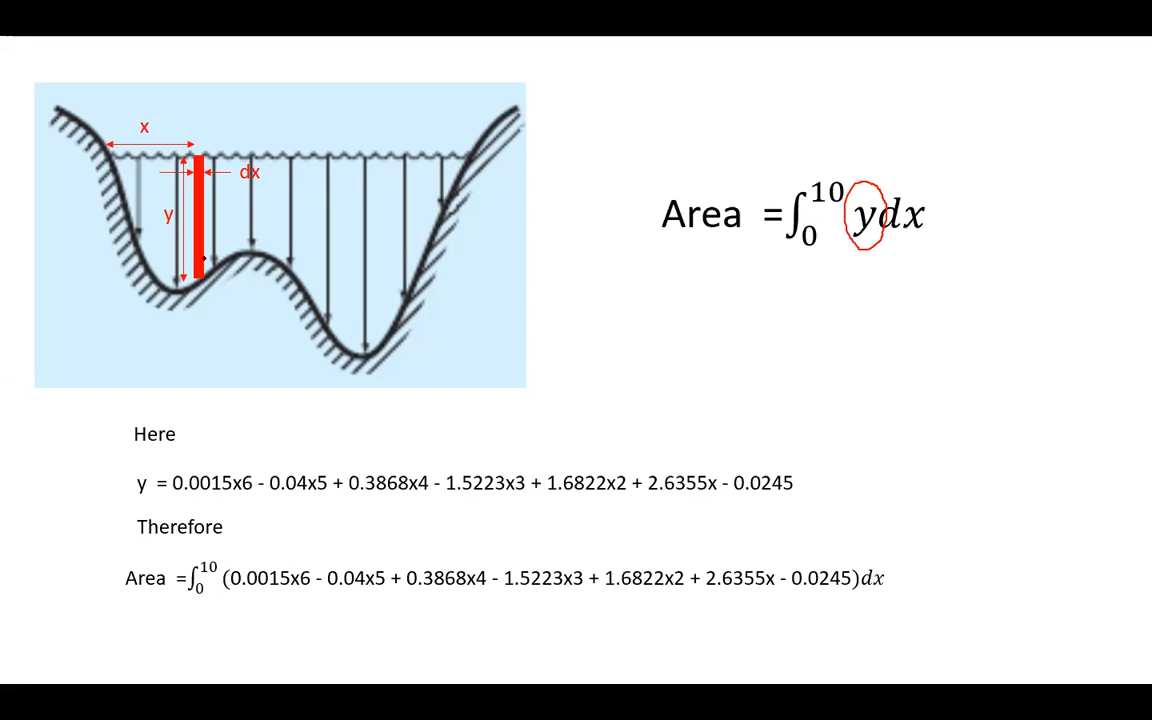 x
dx
y
Area =∫₀¹⁰ ydx
Here
y = 0.0015x6 - 0.04x5 + 0.3868x4 - 1.5223x3 + 1.6822x2 + 2.6355x - 0.0245
Therefore
Area =∫₀¹⁰ (0.0015x6 - 0.04x5 + 0.3868x4 - 1.5223x3 + 1.6822x2 + 2.6355x - 0.0245)dx